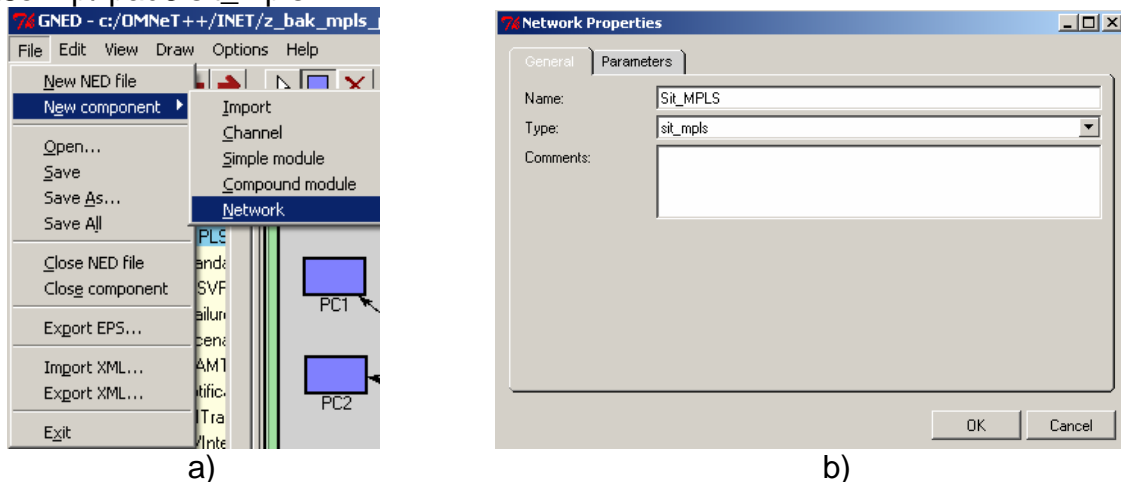 GNED - c:/OMNeT++/INET/z_bak_mpls_
File Edit View Draw Options Help
New NED file
New component
Open...
Save
Save As...
Save All
Close NED file
Close component
Export EPS...
Import XML...
Export XML...
Exit
Import
Channel
Simple module
Compound module
Network
PC1
PC2
a)
Network Properties
General Parameters
Name: Sit_MPLS
Type: sit_mpls
Comments:
OK Cancel
b)